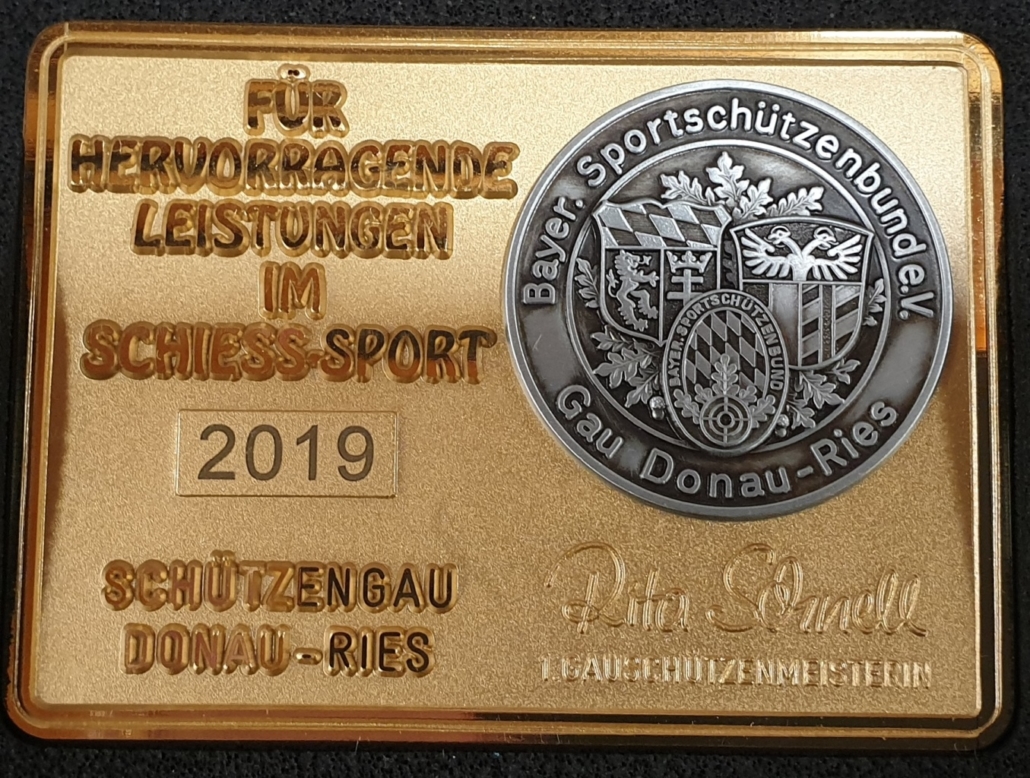 FÜR
HERVORRAGENDE
LEISTUNGEN
IM
SCHIESS-SPORT
2019
SCHÜTZENGAU
DONAU-RIES
Bayer. Sportschützenbund e.V.
Gau Donau-Ries
BAYER. SPORTSCHÜTZENBUND
Rita Schnell
1. GAUSCHÜTZENMEISTERIN